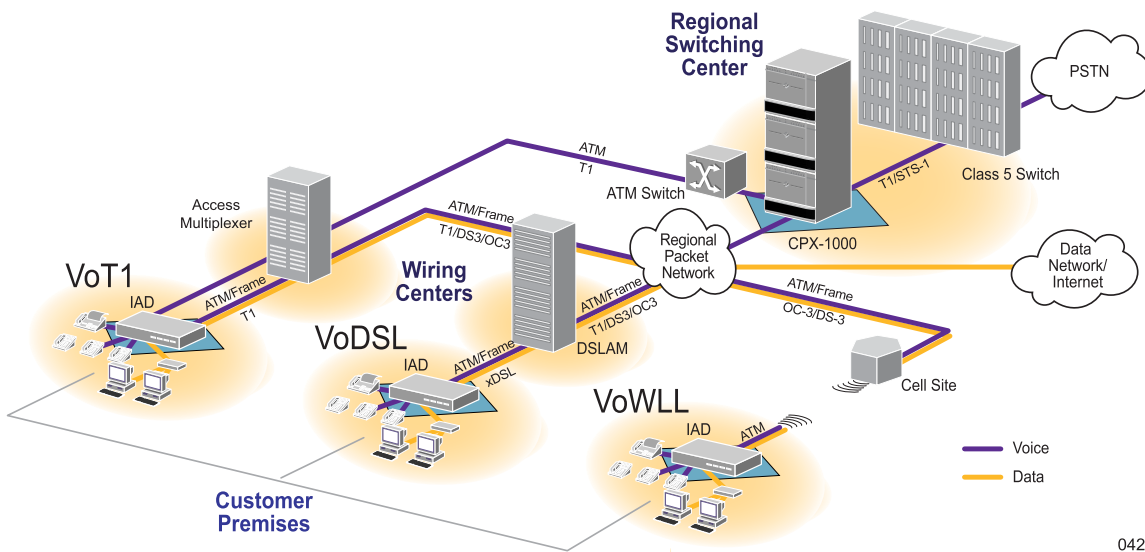 Regional
Switching
Center
PSTN
ATM
T1
ATM Switch
T1/STS-1
Class 5 Switch
CPX-1000
Access
Multiplexer
ATM/Frame
T1/DS3/OC3
Regional
Packet
Network
Data
Network/
Internet
Wiring
Centers
VoT1
IAD
ATM/Frame
T1
ATM/Frame
T1/DS3/OC3
DSLAM
ATM/Frame
OC-3/DS-3
Cell Site
VoDSL
IAD
ATM/Frame
xDSL
VoWLL
IAD
ATM
Customer
Premises
Voice
Data
042